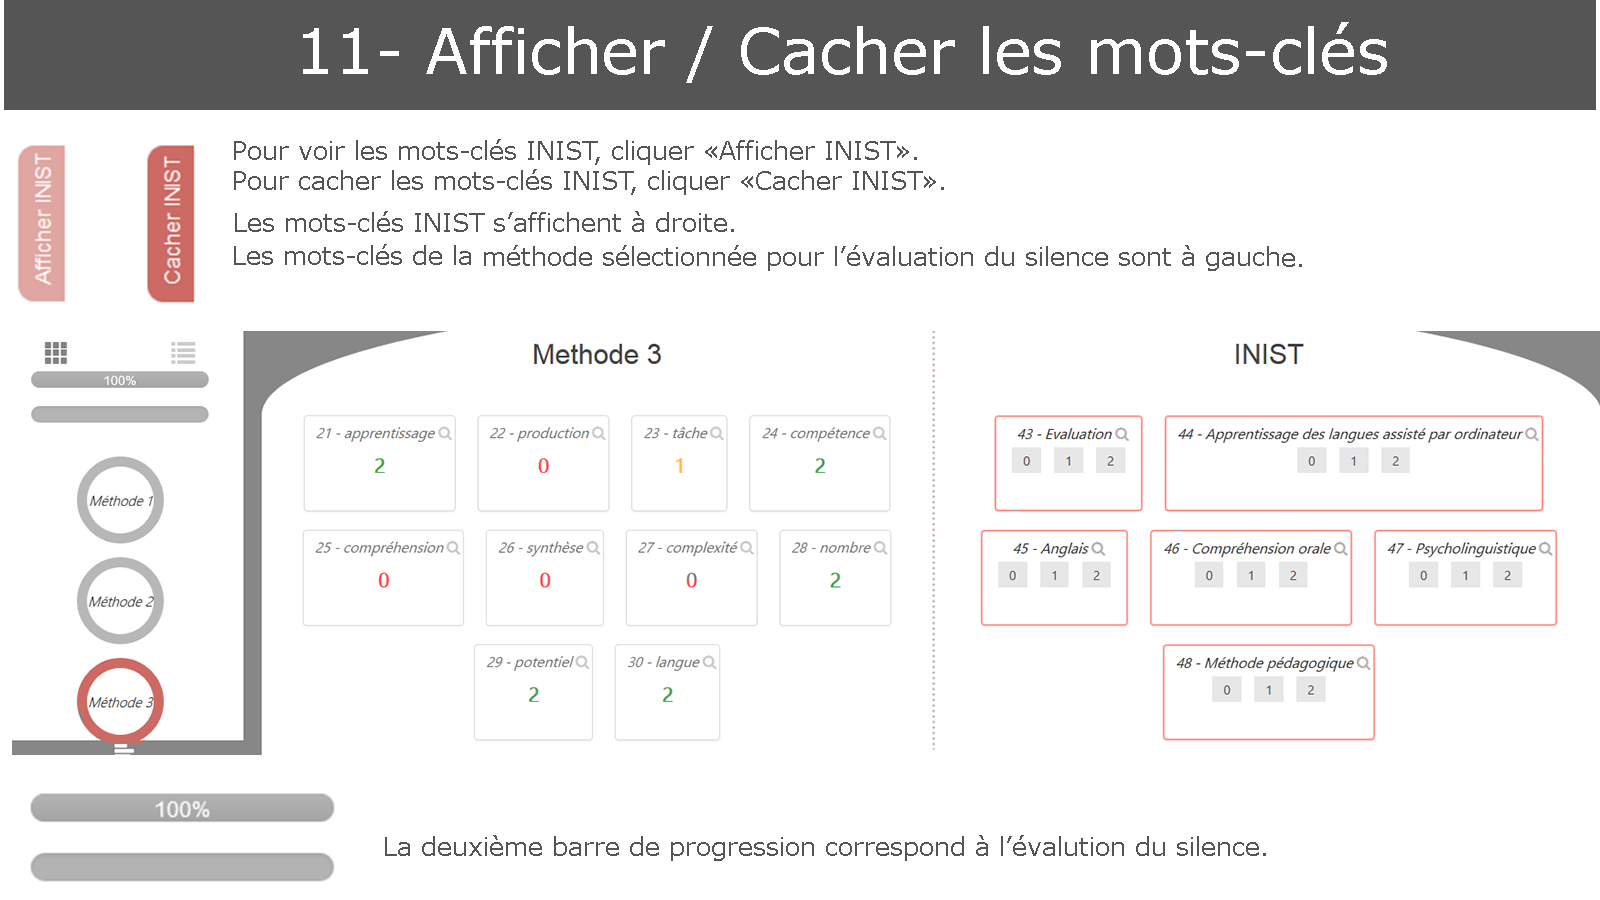 11- Afficher / Cacher les mots-clés
Afficher INIST
Cacher INIST
Pour voir les mots-clés INIST, cliquer «Afficher INIST».
Pour cacher les mots-clés INIST, cliquer «Cacher INIST».
Les mots-clés INIST s’affichent à droite.
Les mots-clés de la méthode sélectionnée pour l’évaluation du silence sont à gauche.
100%
Méthode 1
Méthode 2
Méthode 3
Methode 3
21 - apprentissage
2
22 - production
0
23 - tâche
1
24 - compétence
2
25 - compréhension
0
26 - synthèse
0
27 - complexité
0
28 - nombre
2
29 - potentiel
2
30 - langue
2
INIST
43 - Evaluation
0 1 2
44 - Apprentissage des langues assisté par ordinateur
0 1 2
45 - Anglais
0 1 2
46 - Compréhension orale
0 1 2
47 - Psycholinguistique
0 1 2
48 - Méthode pédagogique
0 1 2
100%
La deuxième barre de progression correspond à l’évalution du silence.